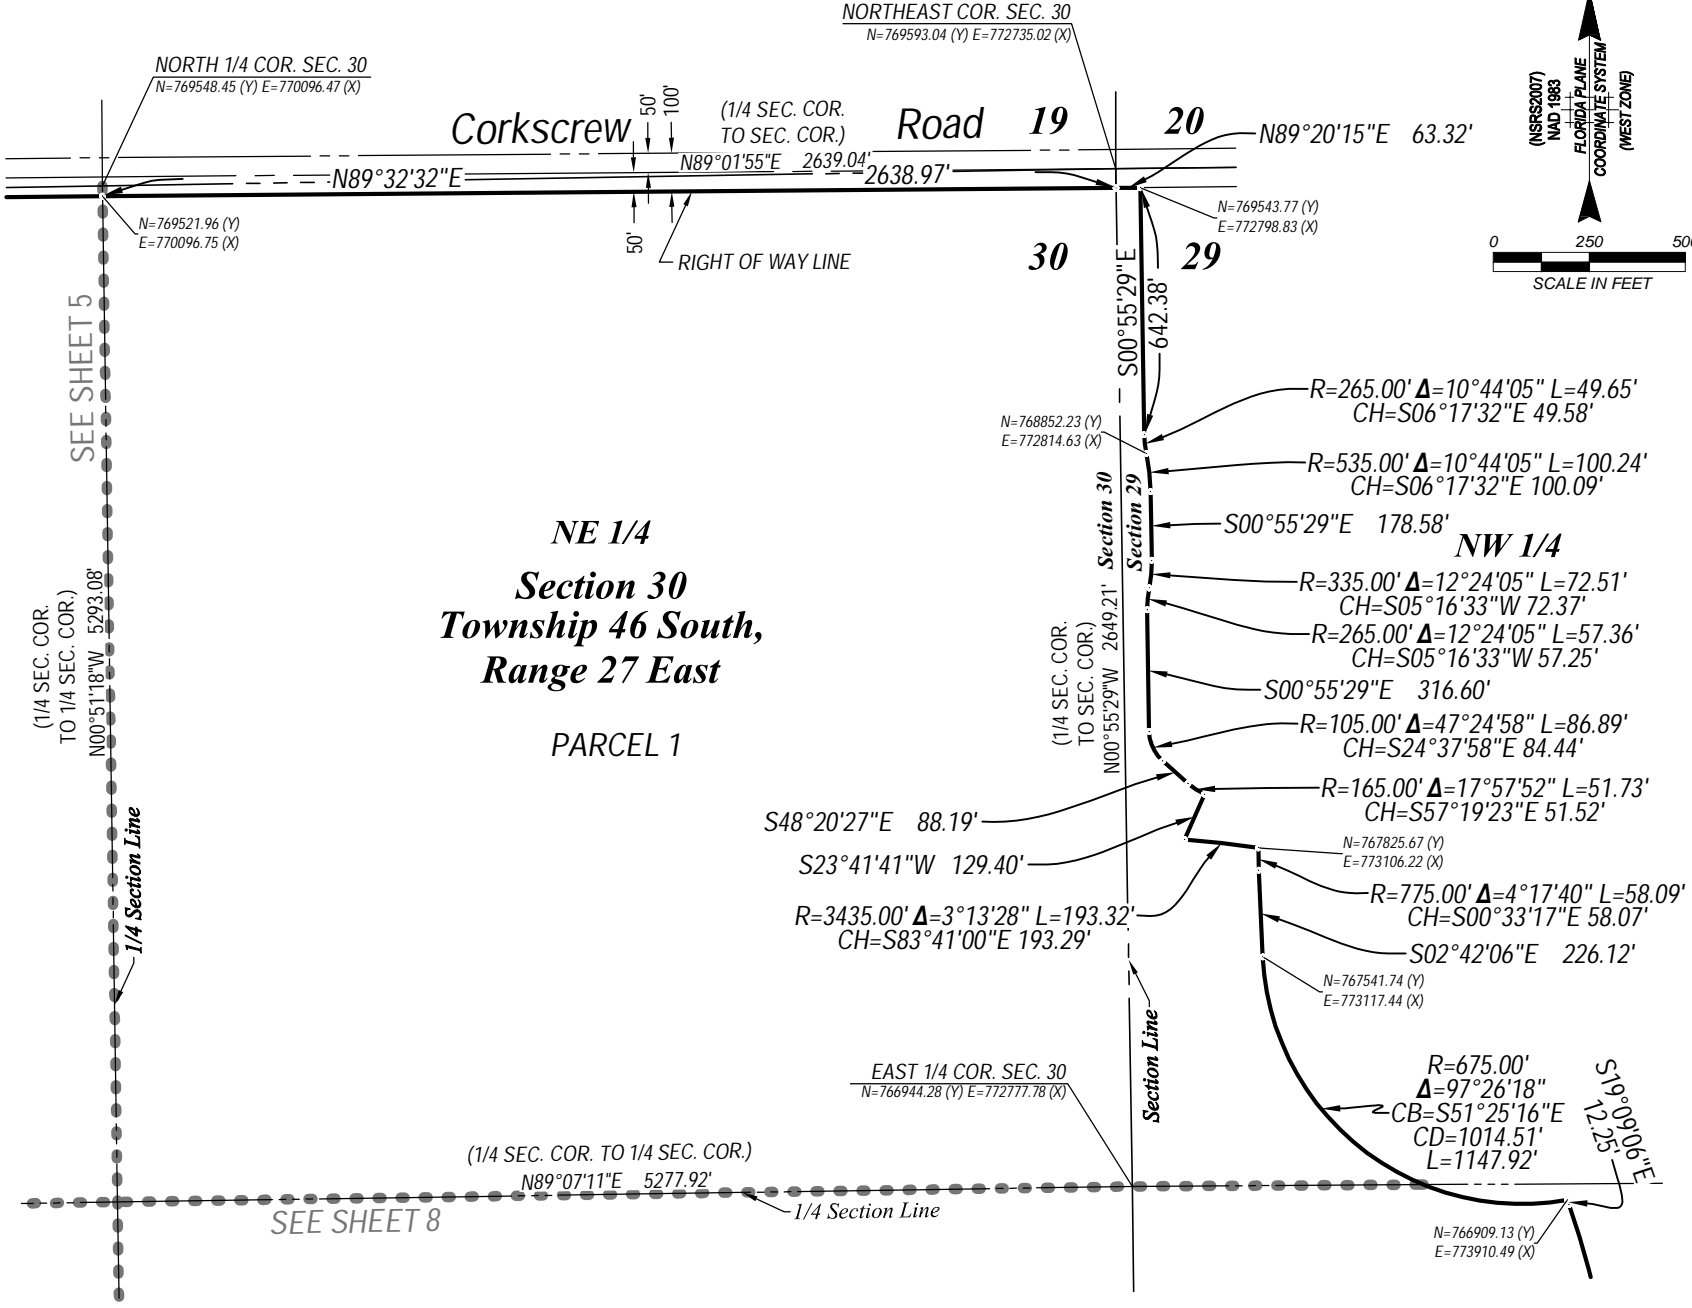 NORTHEAST COR. SEC. 30
N=769593.04 (Y) E=772735.02 (X)
NORTH 1/4 COR. SEC. 30
N=769548.45 (Y) E=770096.47 (X)
(NSRS2007)
NAD 1983
FLORIDA PLANE
COORDINATE SYSTEM
(WEST ZONE)
50'
100'
(1/4 SEC. COR.
TO SEC. COR.)
Corkscrew Road
19
20
N89°20'15"E 63.32'
N89°01'55"E 2639.04'
N89°32'32"E 2638.97'
N=769521.96 (Y)
E=770096.75 (X)
N=769543.77 (Y)
E=772798.83 (X)
50'
RIGHT OF WAY LINE
30
29
0 250 500
SCALE IN FEET
SEE SHEET 5
S00°55'29"E
642.38'
R=265.00' Δ=10°44'05" L=49.65'
CH=S06°17'32"E 49.58'
N=768852.23 (Y)
E=772814.63 (X)
R=535.00' Δ=10°44'05" L=100.24'
CH=S06°17'32"E 100.09'
Section 30
Section 29
S00°55'29"E 178.58'
NE 1/4
NW 1/4
Section 30
Township 46 South,
Range 27 East
R=335.00' Δ=12°24'05" L=72.51'
CH=S05°16'33"W 72.37'
R=265.00' Δ=12°24'05" L=57.36'
CH=S05°16'33"W 57.25'
(1/4 SEC. COR.
TO 1/4 SEC. COR.)
N00°51'18"W 5293.08'
(1/4 SEC. COR.
TO SEC. COR.)
N00°55'29"W 2649.21'
S00°55'29"E 316.60'
PARCEL 1
R=105.00' Δ=47°24'58" L=86.89'
CH=S24°37'58"E 84.44'
R=165.00' Δ=17°57'52" L=51.73'
CH=S57°19'23"E 51.52'
S48°20'27"E 88.19'
1/4 Section Line
N=767825.67 (Y)
E=773106.22 (X)
S23°41'41"W 129.40'
R=775.00' Δ=4°17'40" L=58.09'
CH=S00°33'17"E 58.07'
R=3435.00' Δ=3°13'28" L=193.32'
CH=S83°41'00"E 193.29'
S02°42'06"E 226.12'
N=767541.74 (Y)
E=773117.44 (X)
Section Line
EAST 1/4 COR. SEC. 30
N=766944.28 (Y) E=772777.78 (X)
R=675.00'
Δ=97°26'18"
CB=S51°25'16"E
CD=1014.51'
L=1147.92'
S19°09'06"E
12.25'
(1/4 SEC. COR. TO 1/4 SEC. COR.)
N89°07'11"E 5277.92'
1/4 Section Line
SEE SHEET 8
N=766909.13 (Y)
E=773910.49 (X)